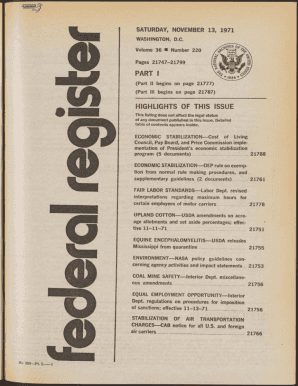 federal register
SATURDAY, NOVEMBER 13, 1971
WASHINGTON, D.C.
Volume 36 ■ Number 220
Pages 21747-21799
PART I
(Part II begins on page 21777)
(Part III begins on page 21787)
HIGHLIGHTS OF THIS ISSUE
This listing does not affect the legal status
of any document published in this issue. Detailed
table of contents appears inside.
ECONOMIC STABILIZATION—Cost of Living
Council, Pay Board, and Price Commission imple-
mentation of President's economic stabilization
program (5 documents) 21788
ECONOMIC STABILIZATION—OEP rule on exemp-
tion from normal rule making procedures, and
supplementary guidelines (2 documents) 21761
FAIR LABOR STANDARDS—Labor Dept. revised
interpretations regarding maximum hours for
certain employees of motor carriers 21778
UPLAND COTTON—USDA amendments on acre-
age allotments and set aside percentages; effec-
tive 11-11-71 21751
EQUINE ENCEPHALOMYELITIS—USDA releases
Mississippi from quarantine 21755
ENVIRONMENT—NASA policy guidelines con-
cerning agency activities and impact statements 21753
COAL MINE SAFETY—Interior Dept. miscellane-
ous amendments 21756
EQUAL EMPLOYMENT OPPORTUNITY—Interior
Dept. regulations on procedures for imposition
of sanctions; effective 11-13-71 21756
STABILIZATION OF AIR TRANSPORTATION
CHARGES—CAB notice for all U.S. and foreign
air carriers 21766